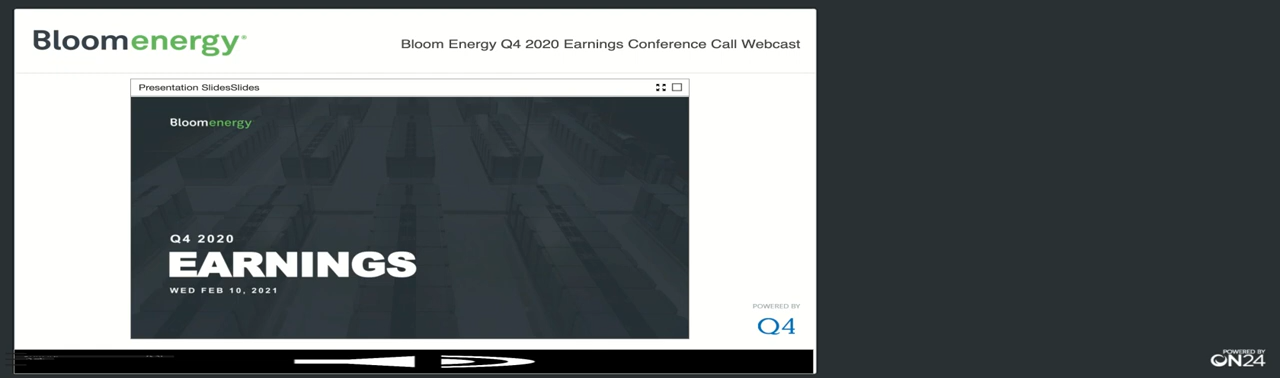 Bloomenergy®
Bloom Energy Q4 2020 Earnings Conference Call Webcast
Presentation SlidesSlides
Bloomenergy
Q4 2020
EARNINGS
WED FEB 10, 2021
POWERED BY
Q4
POWERED BY
ON24